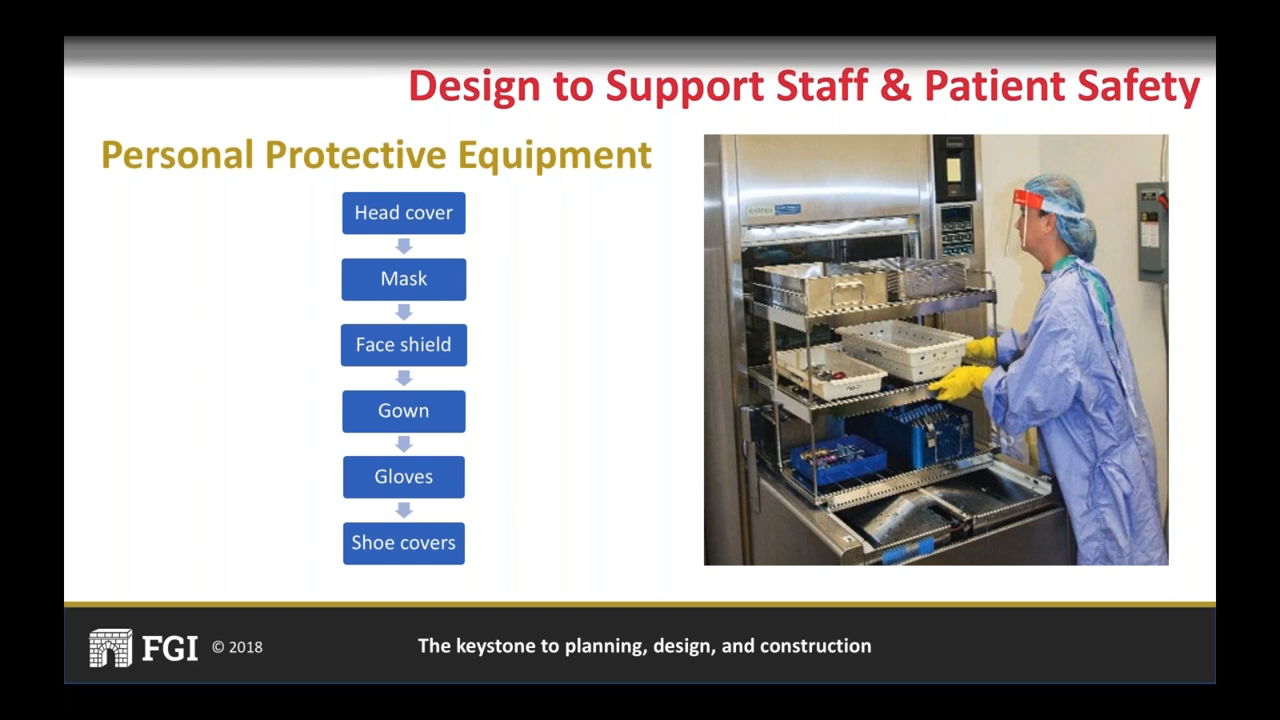 Design to Support Staff & Patient Safety
Personal Protective Equipment
Head cover
Mask
Face shield
Gown
Gloves
Shoe covers
FGI © 2018
The keystone to planning, design, and construction